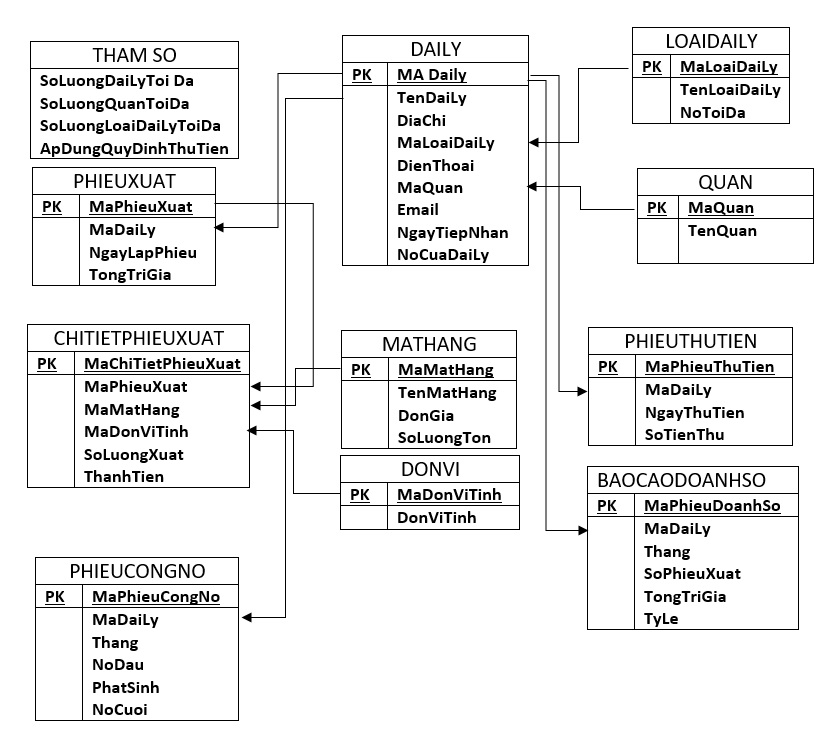 THAM SO
SoLuongDaiLyToi Da
SoLuongQuanToiDa
SoLuongLoaiDaiLyToiDa
ApDungQuyDinhThuTien
DAILY
PK MA Daily
TenDaiLy
DiaChi
MaLoaiDaiLy
DienThoai
MaQuan
Email
NgayTiepNhan
NoCuaDaiLy
LOAIDAILY
PK MaLoaiDaiLy
TenLoaiDaiLy
NoToiDa
PHIEUXUAT
PK MaPhieuXuat
MaDaiLy
NgayLapPhieu
TongTriGia
QUAN
PK MaQuan
TenQuan
CHITIETPHIEUXUAT
PK MaChiTietPhieuXuat
MaPhieuXuat
MaMatHang
MaDonViTinh
SoLuongXuat
ThanhTien
MATHANG
PK MaMatHang
TenMatHang
DonGia
SoLuongTon
PHIEUTHUTIEN
PK MaPhieuThuTien
MaDaiLy
NgayThuTien
SoTienThu
DONVI
PK MaDonViTinh
DonViTinh
BAOCAODOANHSO
PK MaPhieuDoanhSo
MaDaiLy
Thang
SoPhieuXuat
TongTriGia
TyLe
PHIEUCONGNO
PK MaPhieuCongNo
MaDaiLy
Thang
NoDau
PhatSinh
NoCuoi